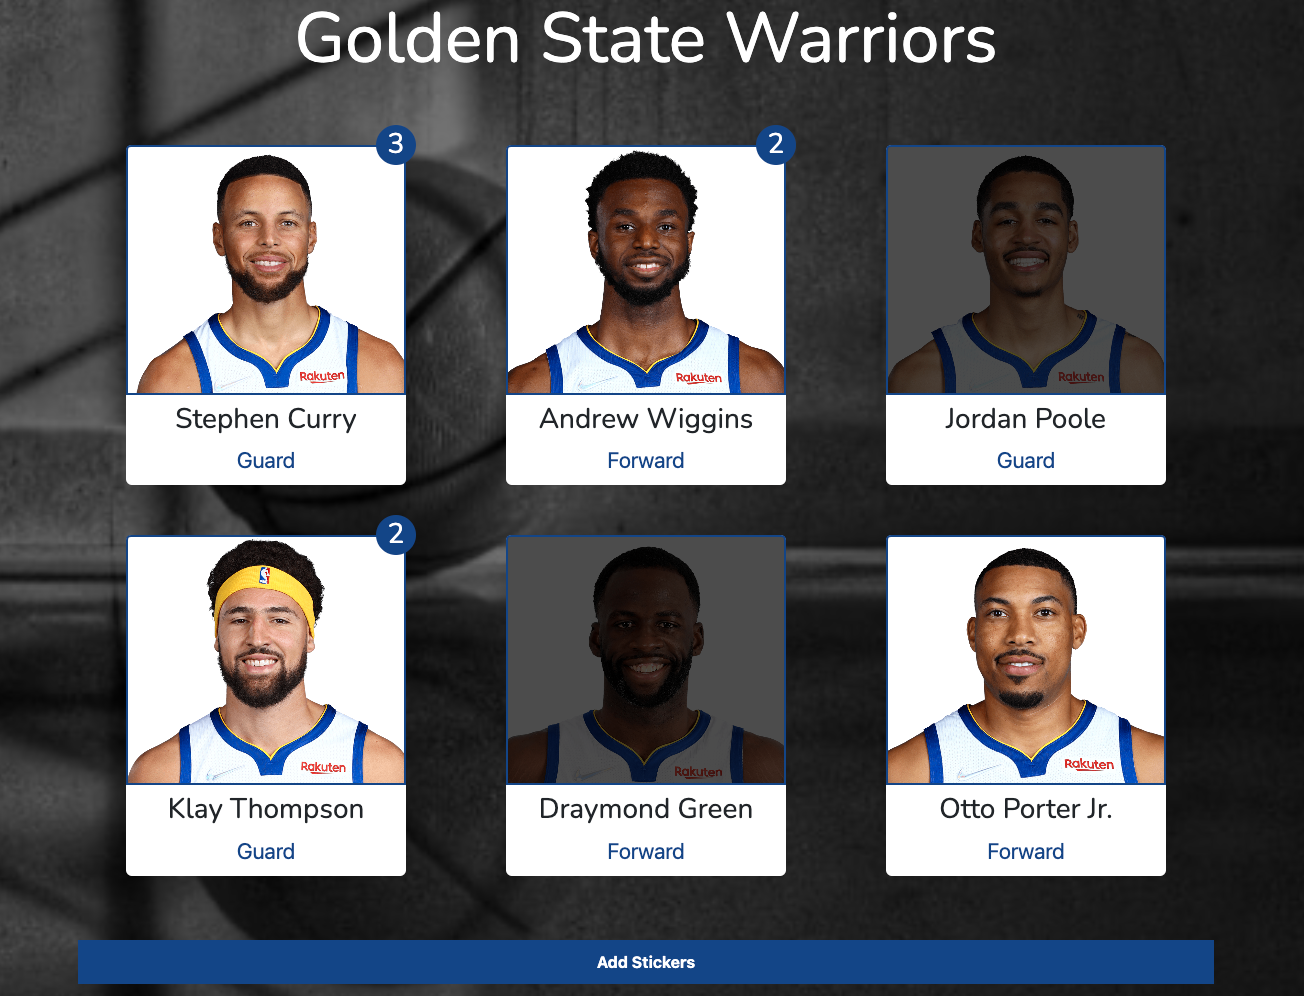 Golden State Warriors
3
2
Rakuten
Rakuten
Rakuten
Stephen Curry
Andrew Wiggins
Jordan Poole
Guard
Forward
Guard
2
Rakuten
Rakuten
Rakuten
Klay Thompson
Draymond Green
Otto Porter Jr.
Guard
Forward
Forward
Add Stickers